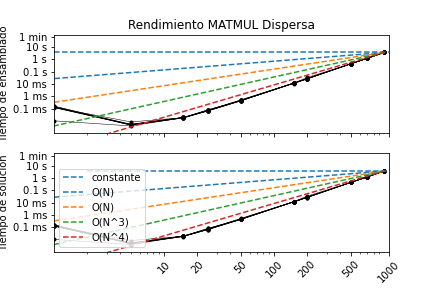 Rendimiento MATMUL Dispersa
Tiempo de ensamblado
1 min
10 s
1 s
0.1 s
10 ms
1 ms
0.1 ms
Tiempo de solución
1 min
10 s
1 s
0.1 s
10 ms
1 ms
0.1 ms
constante
O(N)
O(N)
O(N^3)
O(N^4)
10
20
50
100
200
500
1000